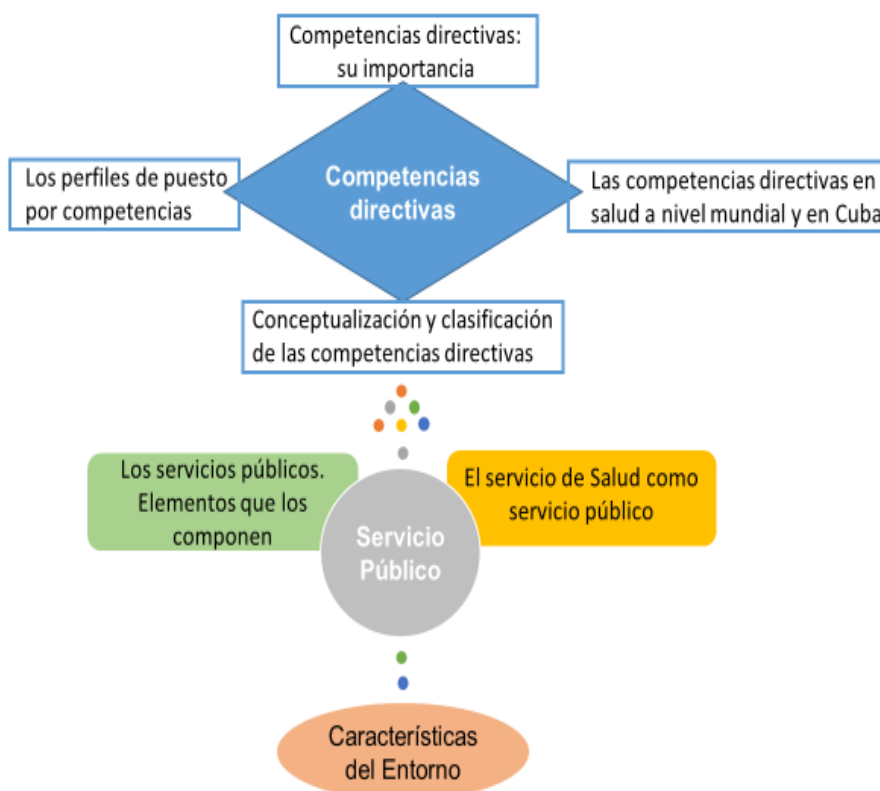 Competencias directivas:
su importancia
Los perfiles de puesto
por competencias
Competencias
directivas
Las competencias directivas en
salud a nivel mundial y en Cuba
Conceptualización y clasificación
de las competencias directivas
Los servicios públicos.
Elementos que los
componen
El servicio de Salud como
servicio público
Servicio
Público
Características
del Entorno